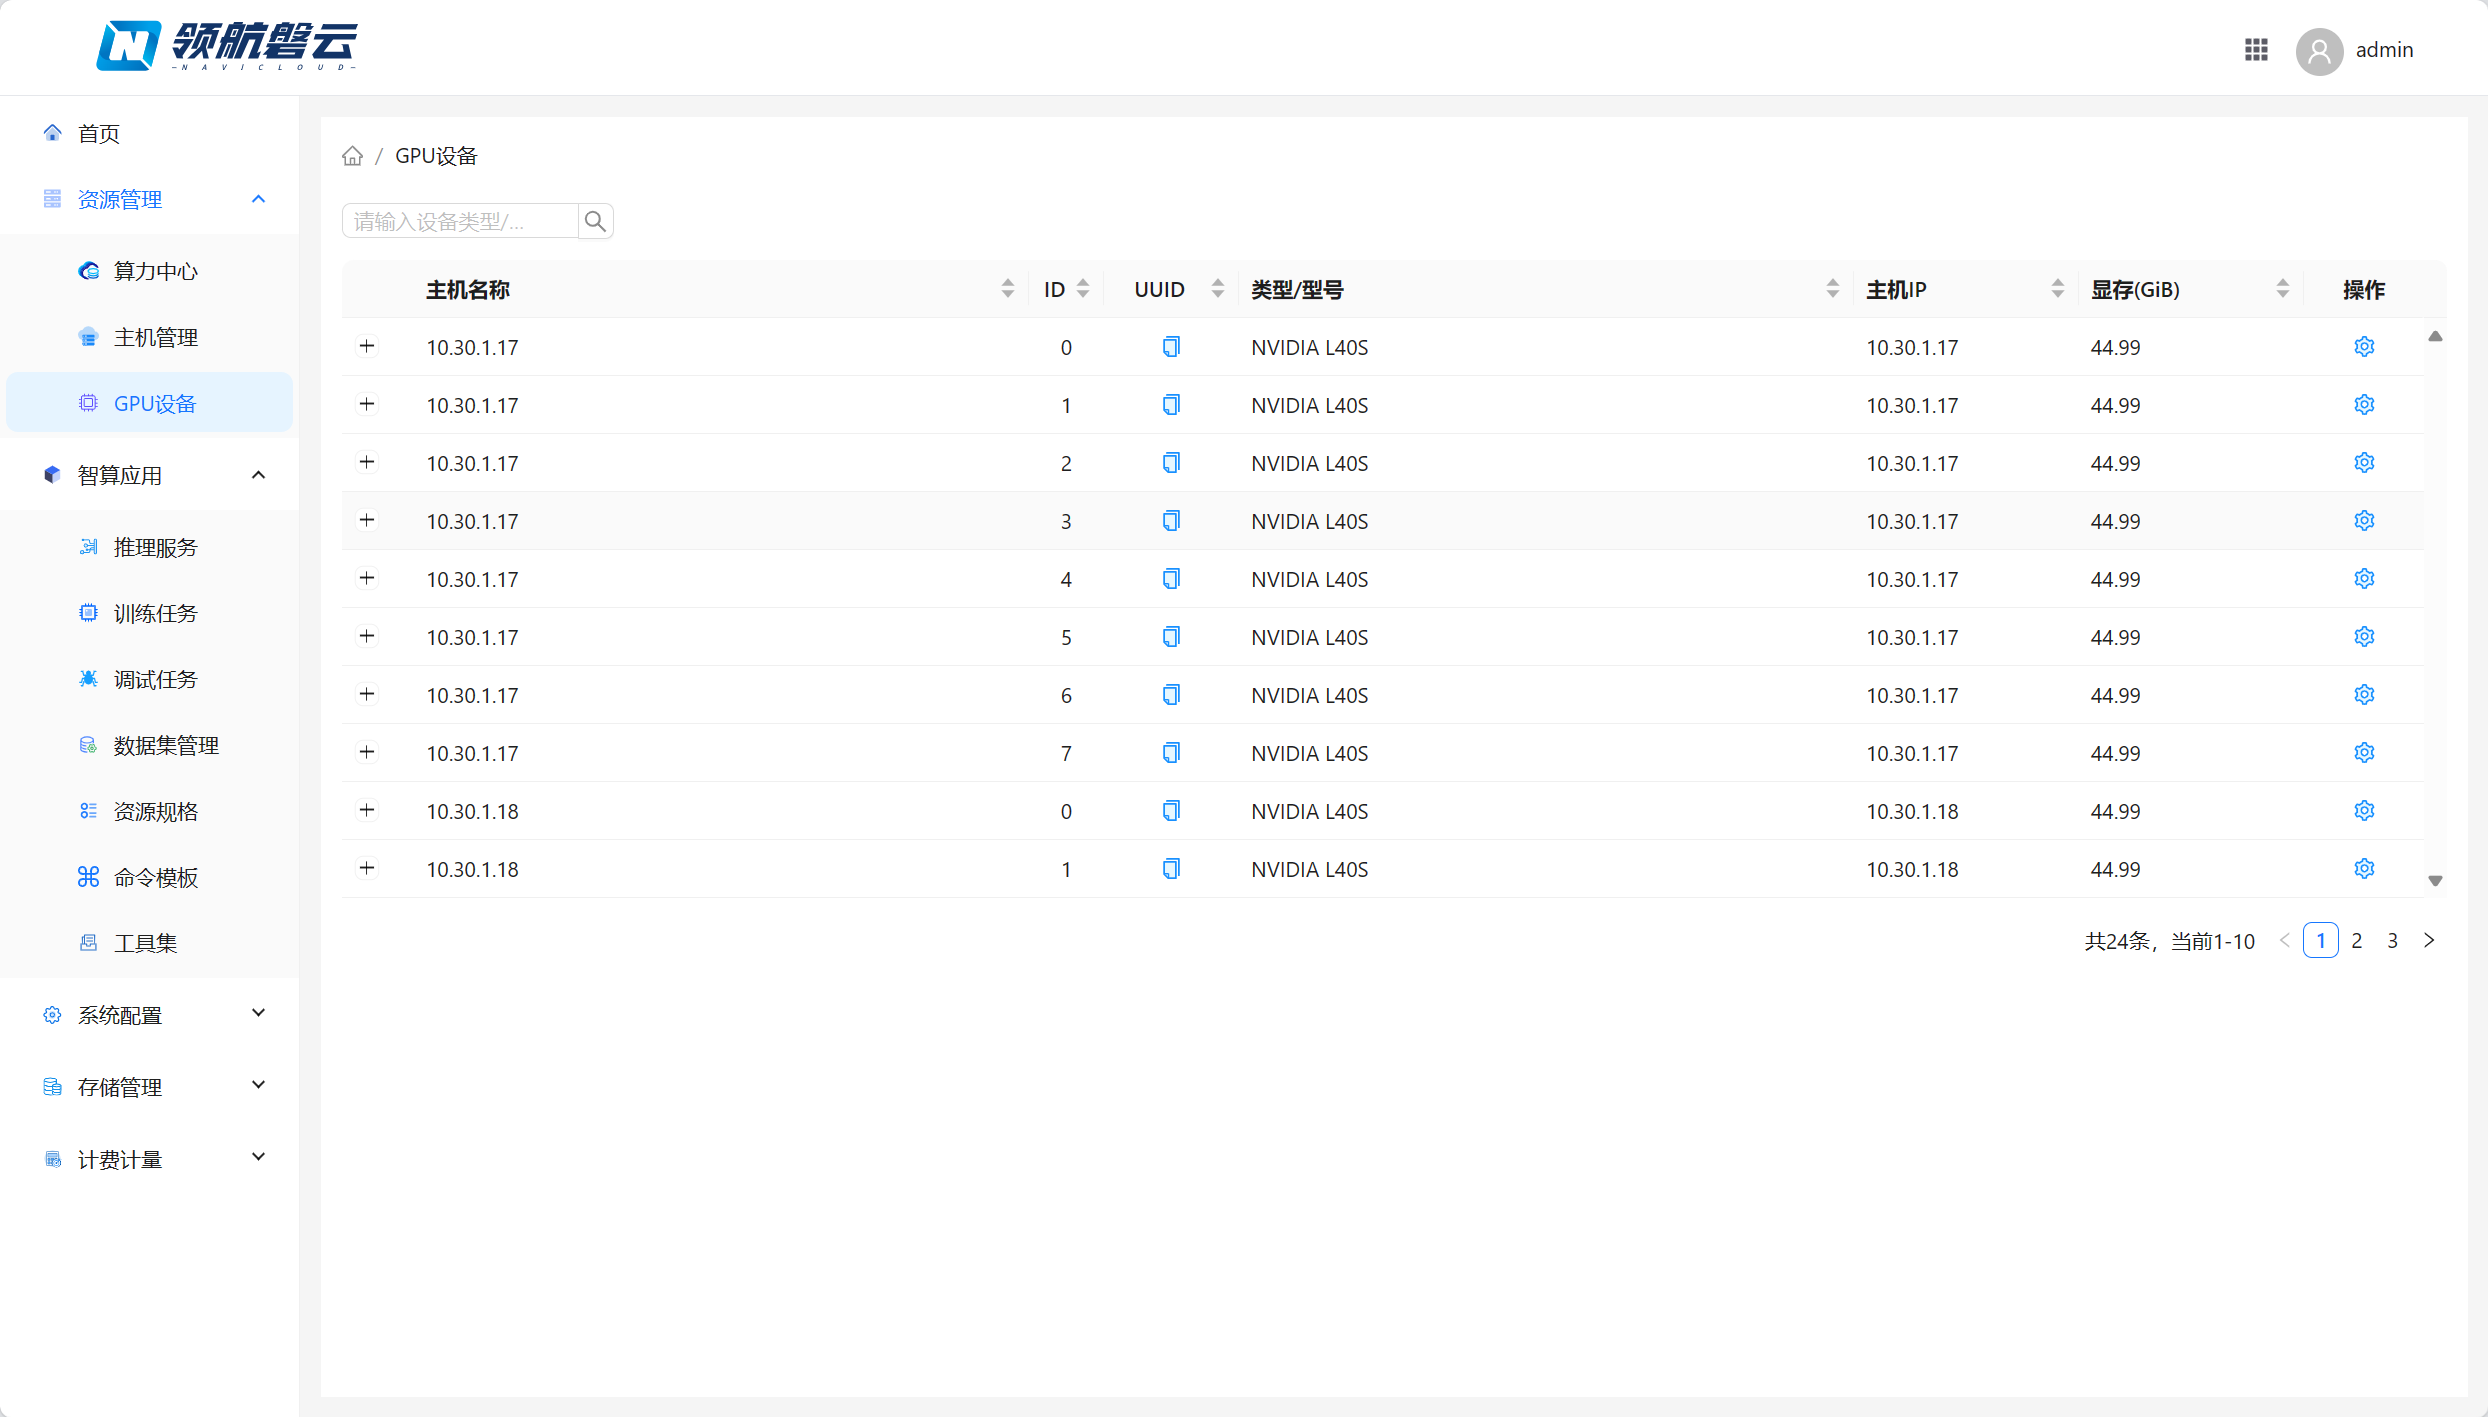 领航磐云
NAVICLOUD
admin
首页
资源管理
算力中心
主机管理
GPU设备
智算应用
推理服务
训练任务
调试任务
数据集管理
资源规格
命令模板
工具集
系统配置
存储管理
计费计量
/ GPU设备
请输入设备类型/...
主机名称 ID UUID 类型/型号 主机IP 显存(GiB) 操作
10.30.1.17 0 NVIDIA L40S 10.30.1.17 44.99
10.30.1.17 1 NVIDIA L40S 10.30.1.17 44.99
10.30.1.17 2 NVIDIA L40S 10.30.1.17 44.99
10.30.1.17 3 NVIDIA L40S 10.30.1.17 44.99
10.30.1.17 4 NVIDIA L40S 10.30.1.17 44.99
10.30.1.17 5 NVIDIA L40S 10.30.1.17 44.99
10.30.1.17 6 NVIDIA L40S 10.30.1.17 44.99
10.30.1.17 7 NVIDIA L40S 10.30.1.17 44.99
10.30.1.18 0 NVIDIA L40S 10.30.1.18 44.99
10.30.1.18 1 NVIDIA L40S 10.30.1.18 44.99
共24条，当前1-10 < 1 2 3 >